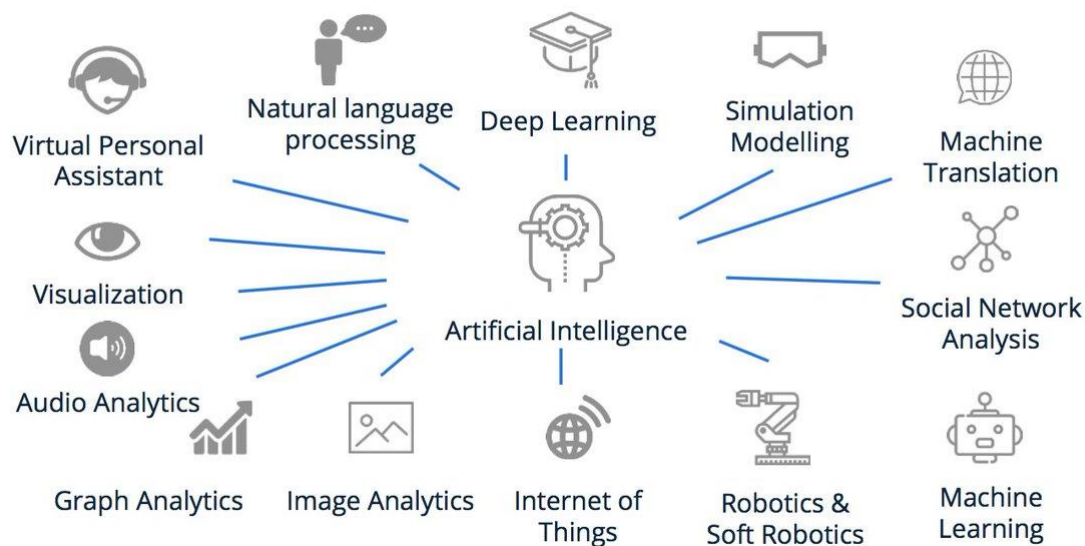 Virtual Personal
Assistant
Natural language
processing
Deep Learning
Simulation
Modelling
Machine
Translation
Visualization
Artificial Intelligence
Social Network
Analysis
Audio Analytics
Graph Analytics
Image Analytics
Internet of
Things
Robotics &
Soft Robotics
Machine
Learning